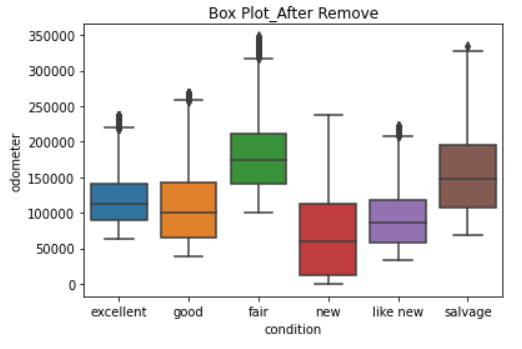 Box Plot_After Remove
350000
300000
250000
200000
150000
100000
50000
0
odometer
excellent good fair new like new salvage
condition